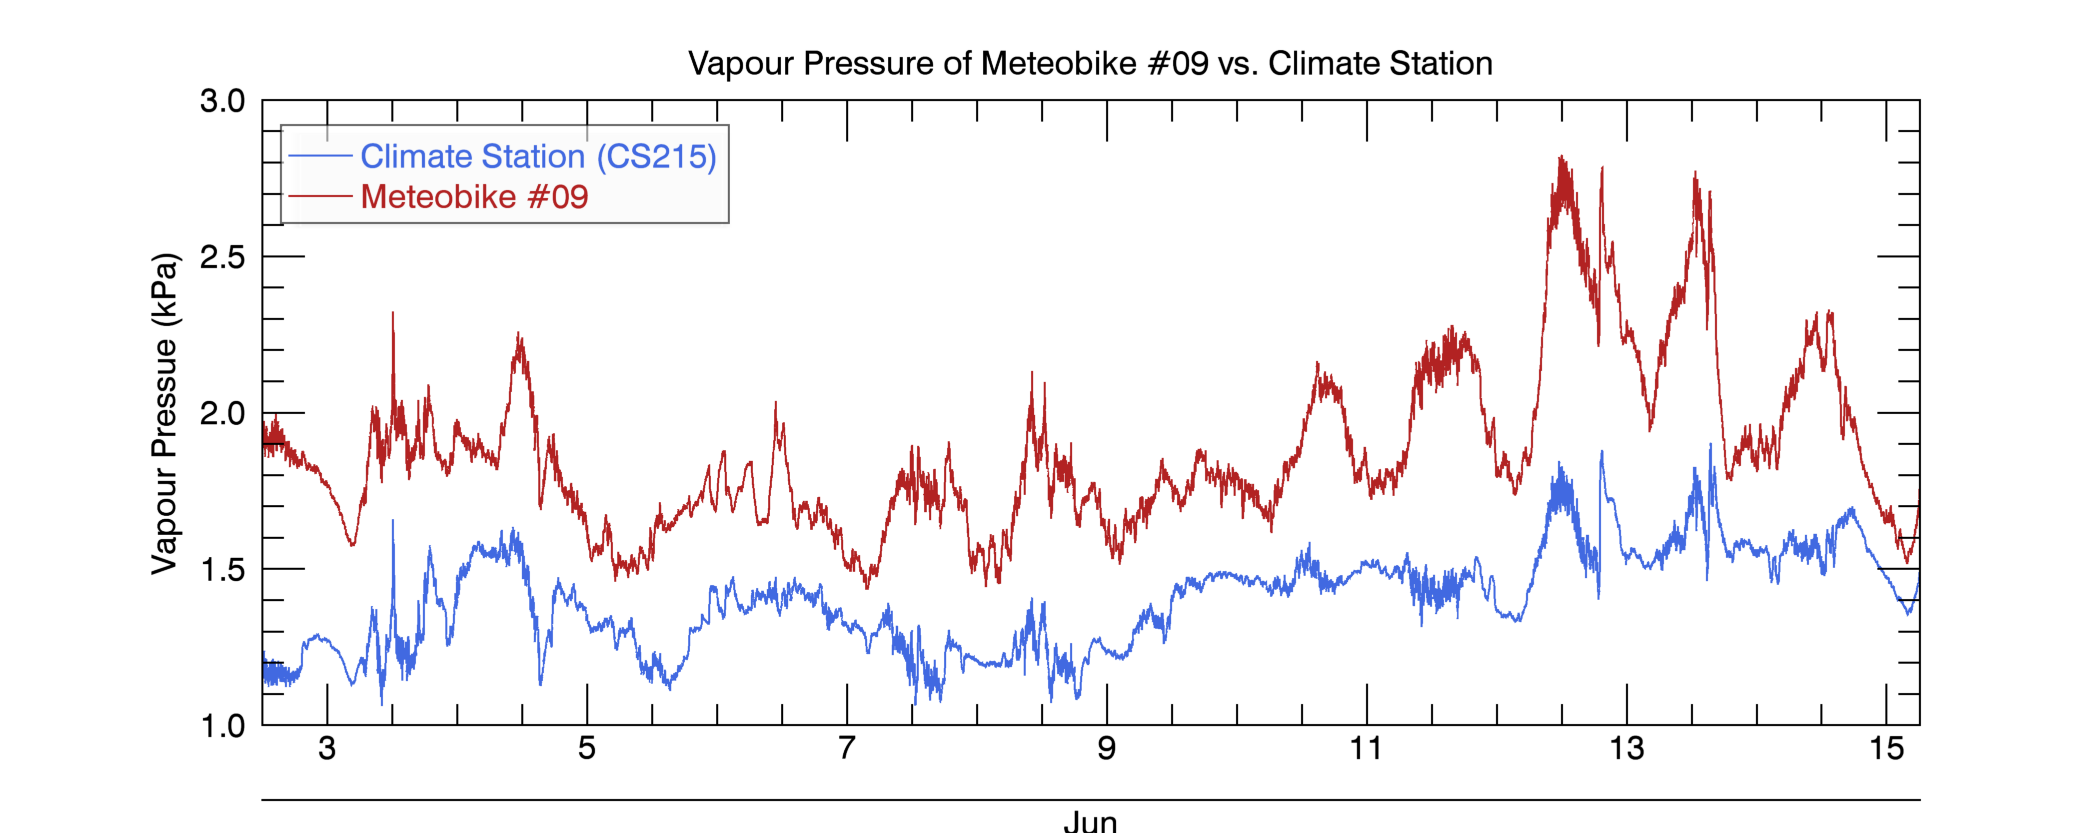 Vapour Pressure of Meteobike #09 vs. Climate Station
3.0
Climate Station (CS215)
Meteobike #09
2.5
2.0
1.5
1.0
Vapour Pressue (kPa)
3 5 7 9 11 13 15
Jun